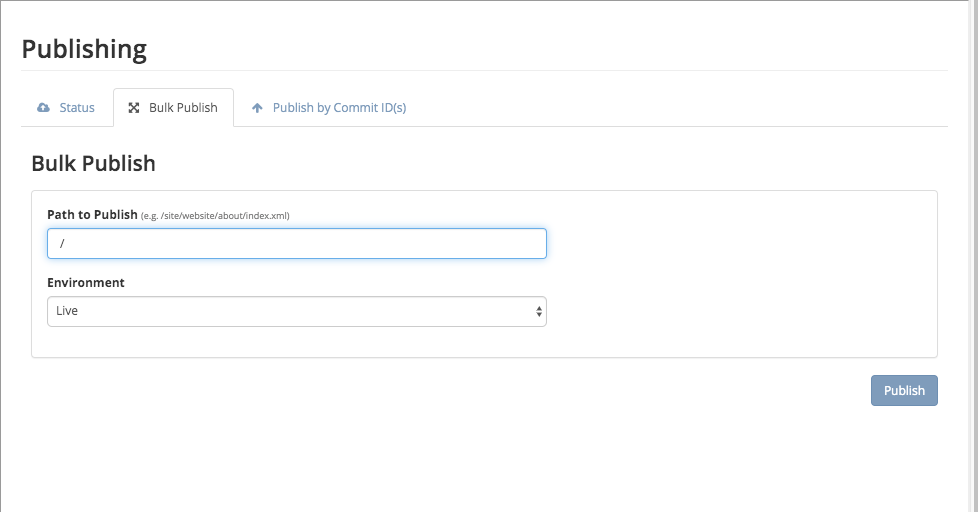 Publishing
Status Bulk Publish Publish by Commit ID(s)
Bulk Publish
Path to Publish (e.g. /site/website/about/index.xml)
/
Environment
Live
Publish